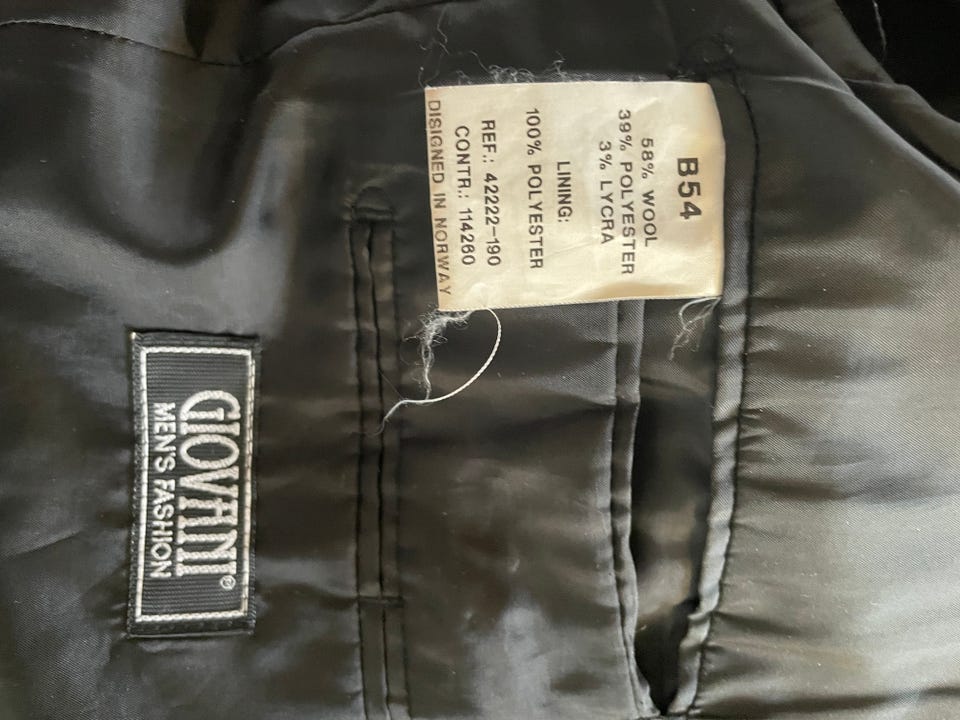 B54
58% WOOL
39% POLYESTER
3% LYCRA
LINING:
100% POLYESTER
REF.: 42222-190
CONTR.: 114260
DISIGNED IN NORWAY
GIOVANI®
MEN'S FASHION